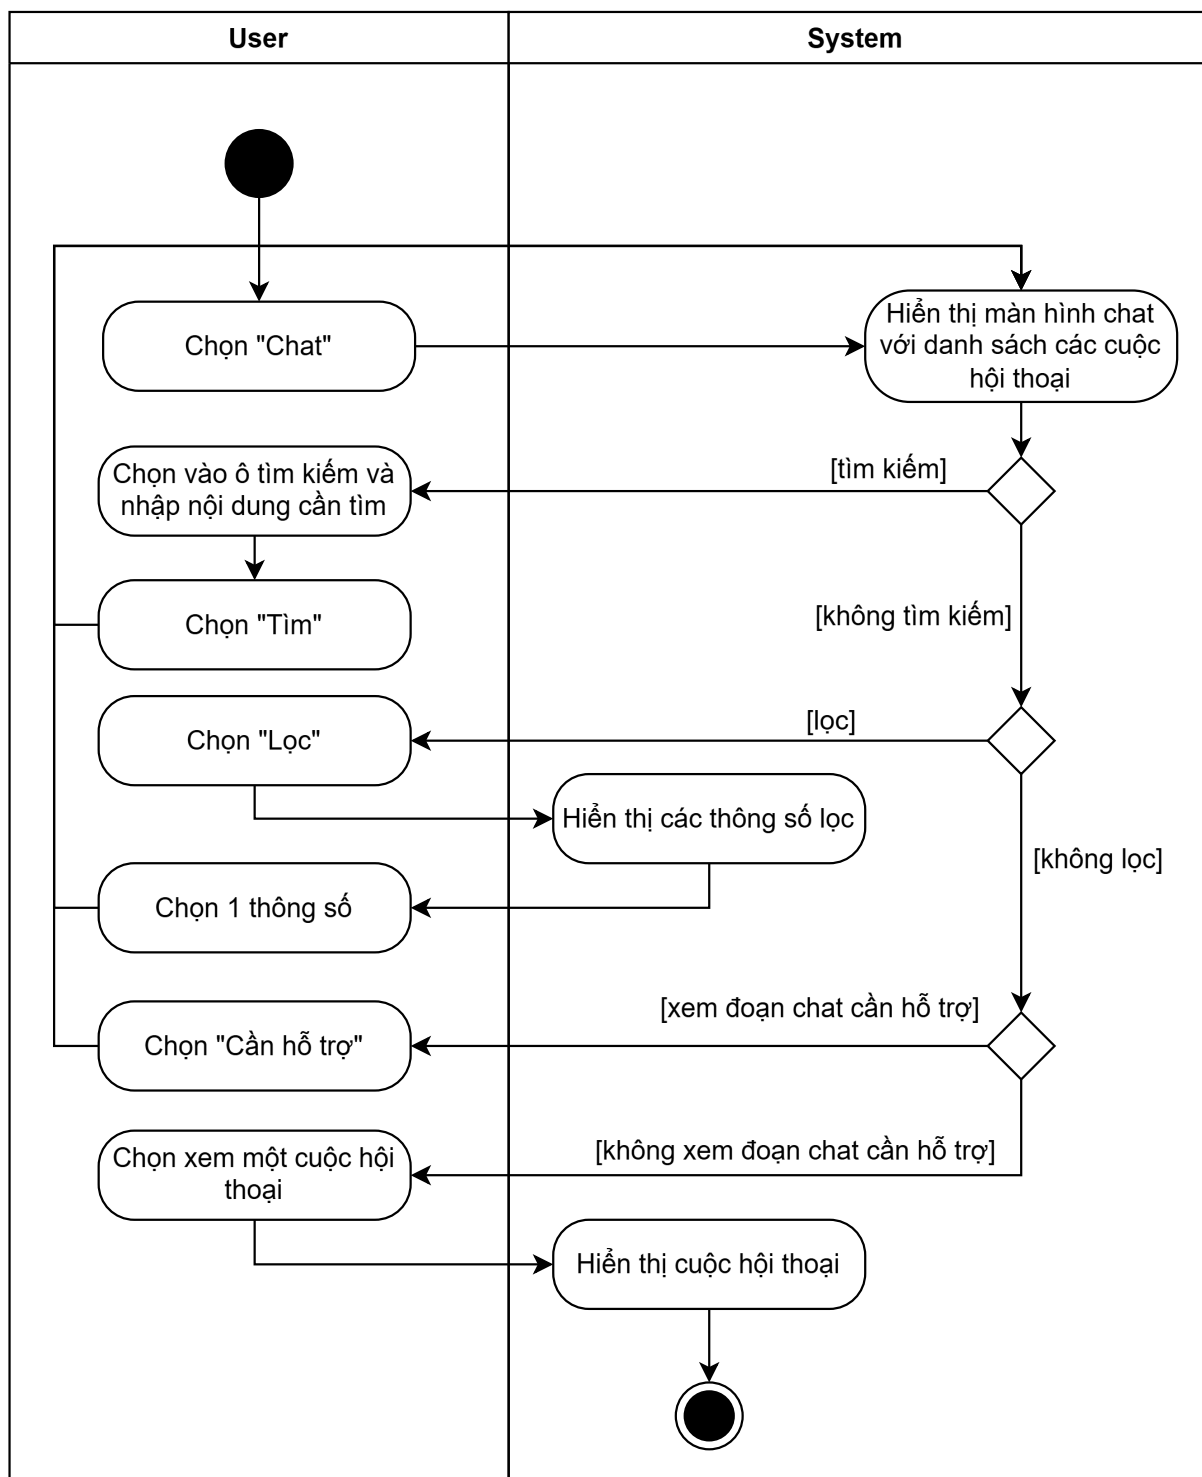 User
System
Chọn "Chat"
Hiển thị màn hình chat
với danh sách các cuộc
hội thoại
[tìm kiếm]
Chọn vào ô tìm kiếm và
nhập nội dung cần tìm
Chọn "Tìm"
[không tìm kiếm]
[lọc]
Chọn "Lọc"
Hiển thị các thông số lọc
[không lọc]
Chọn 1 thông số
[xem đoạn chat cần hỗ trợ]
Chọn "Cần hỗ trợ"
[không xem đoạn chat cần hỗ trợ]
Chọn xem một cuộc hội
thoại
Hiển thị cuộc hội thoại